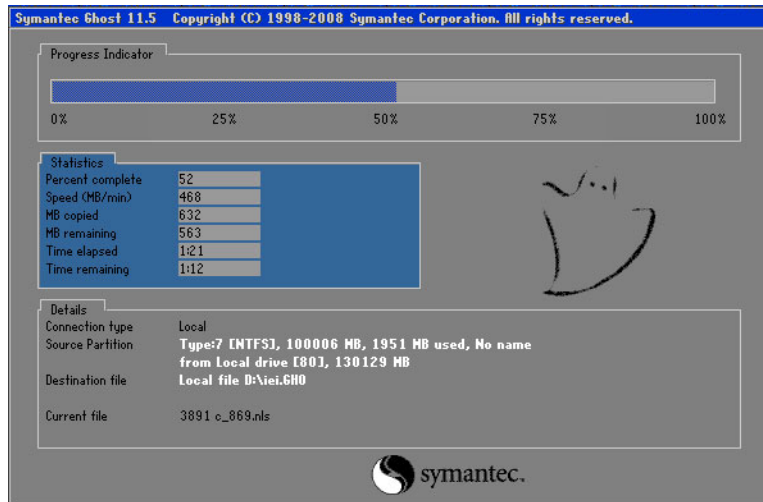 Symantec Ghost 11.5 Copyright (C) 1998-2008 Symantec Corporation. All rights reserved.
Progress Indicator
0% 25% 50% 75% 100%
Statistics
Percent complete 52
Speed (MB/min) 468
MB copied 632
MB remaining 563
Time elapsed 1:21
Time remaining 1:12
Details
Connection type Local
Source Partition Type:7 [NTFS], 100006 MB, 1951 MB used, No name
from Local drive [80], 130129 MB
Destination file Local file D:\iei.GHO
Current file 3891 c_869.nls
symantec.